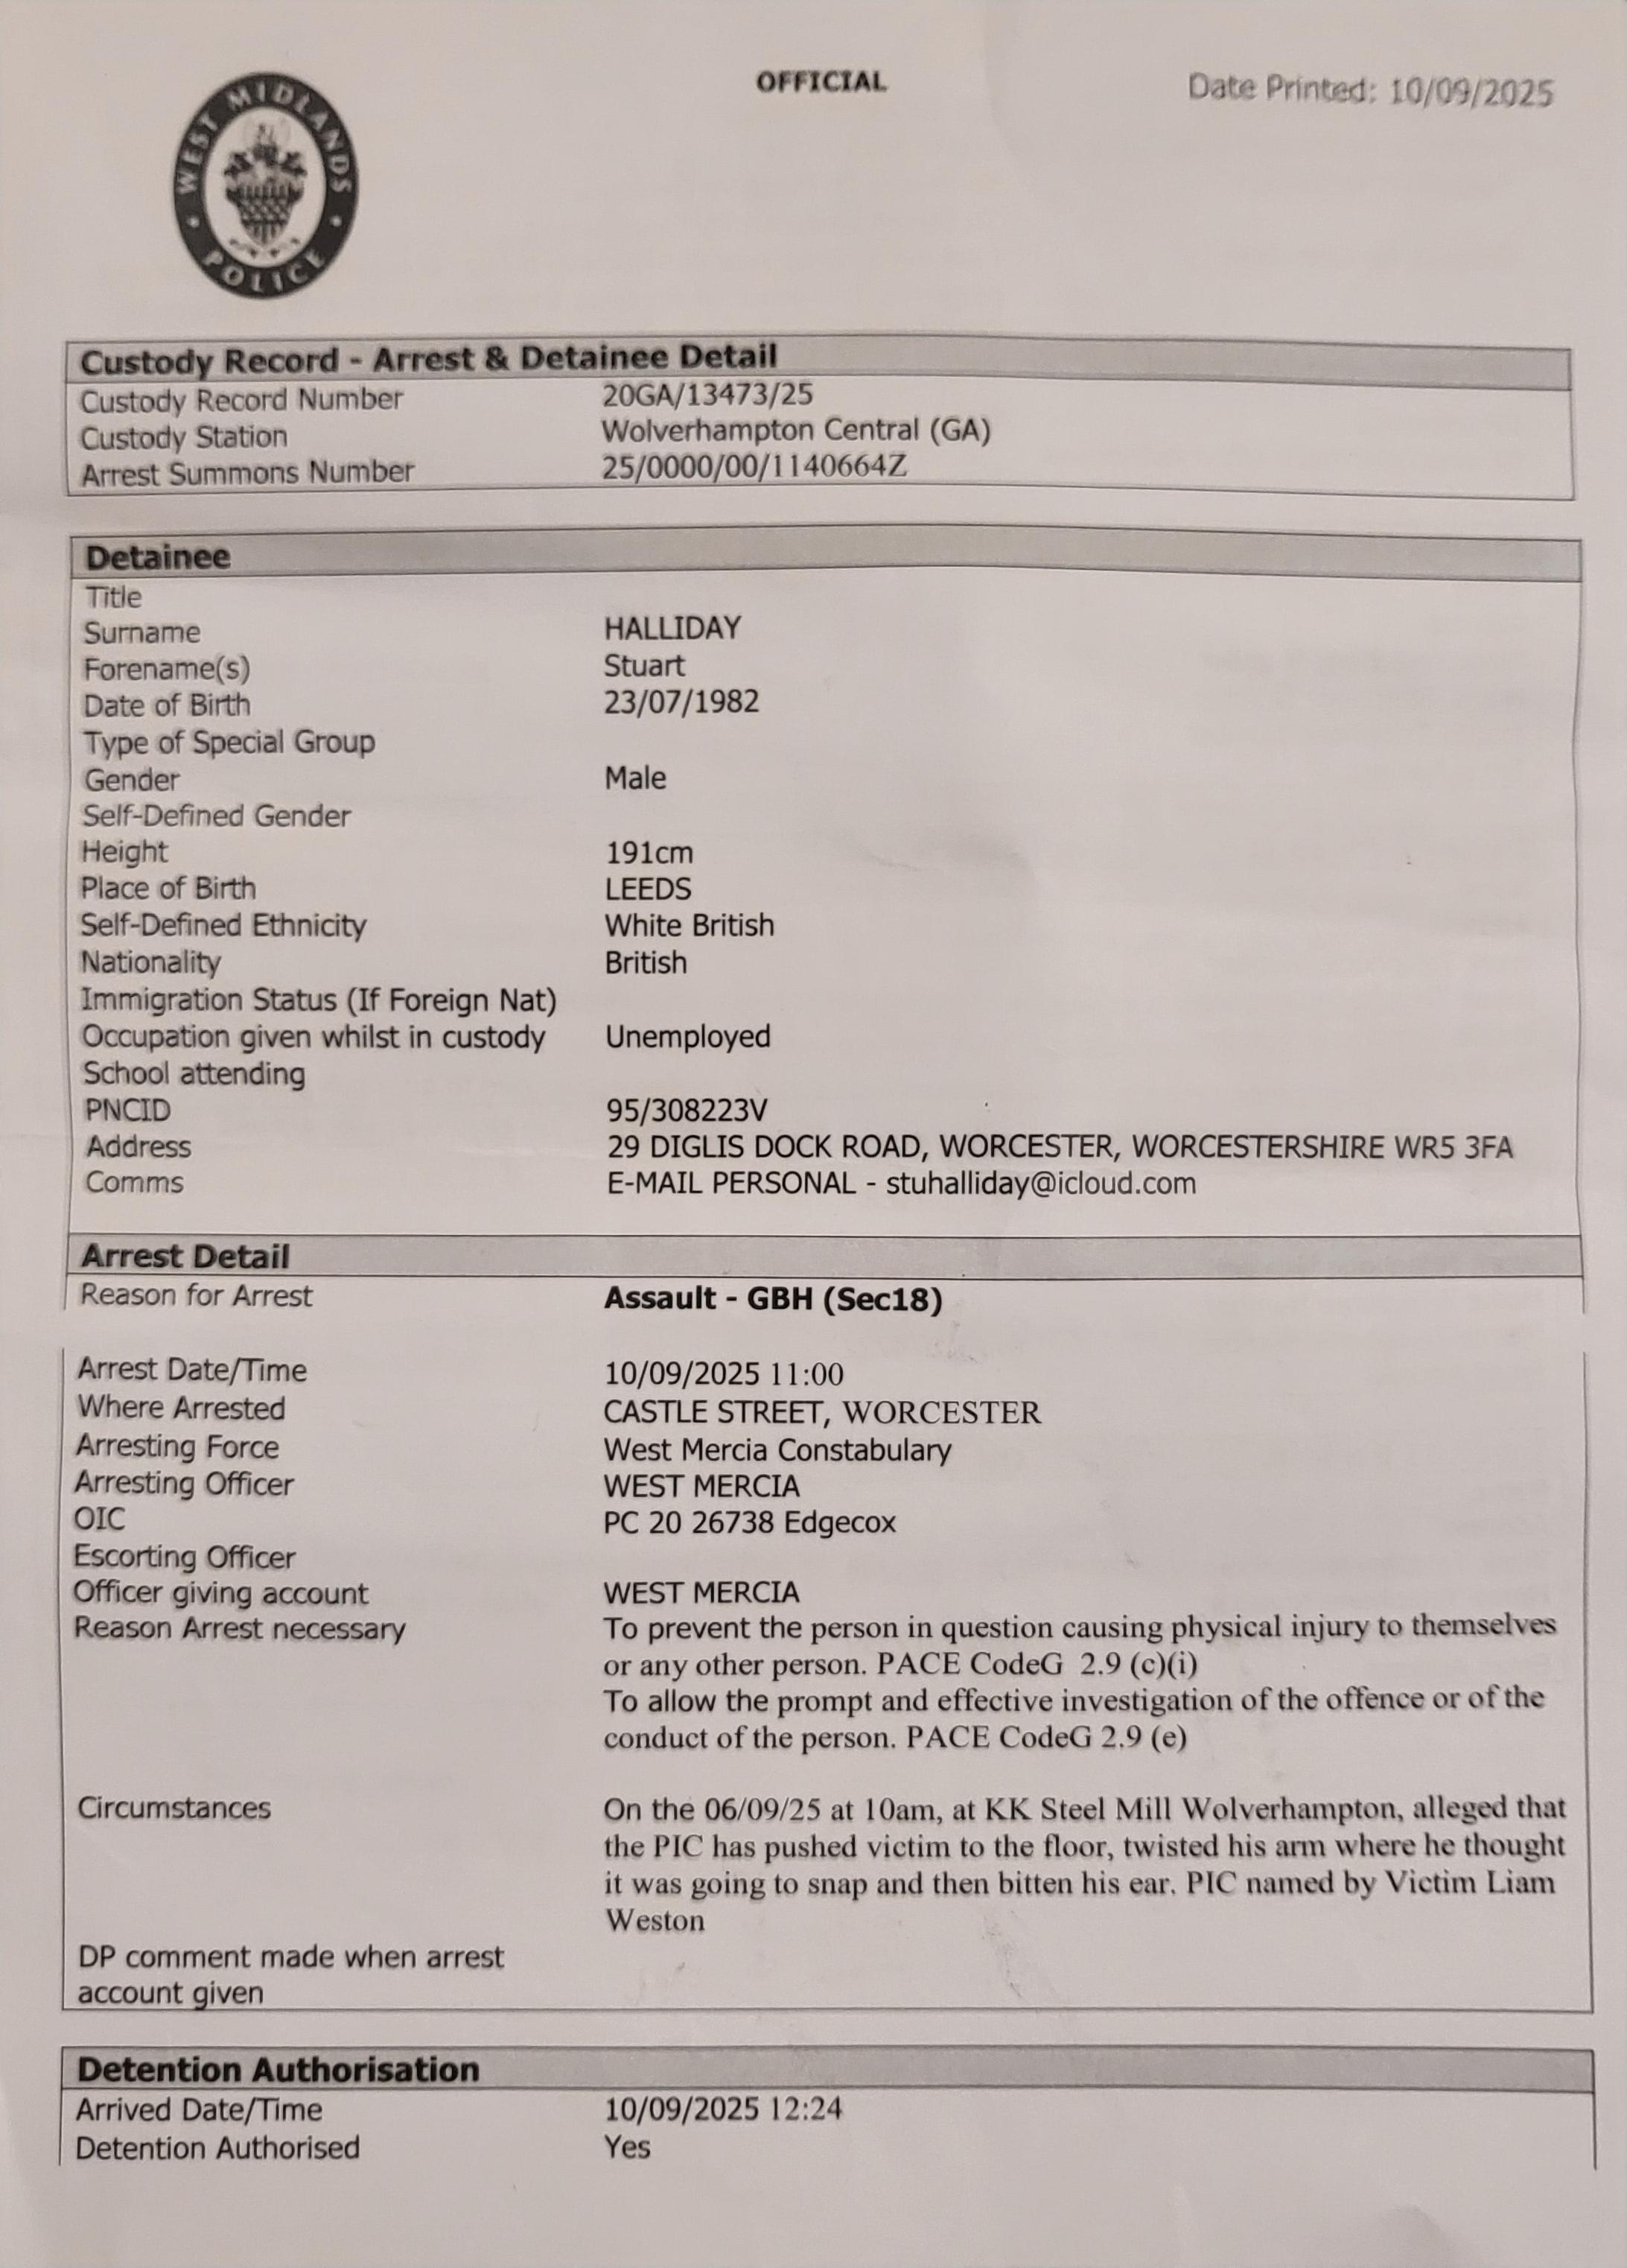 OFFICIAL
Date Printed: 10/09/2025
WEST MIDLANDS POLICE
Custody Record - Arrest & Detainee Detail
Custody Record Number 20GA/13473/25
Custody Station Wolverhampton Central (GA)
Arrest Summons Number 25/0000/00/1140664Z
Detainee
Title
Surname HALLIDAY
Forename(s) Stuart
Date of Birth 23/07/1982
Type of Special Group
Gender Male
Self-Defined Gender
Height 191cm
Place of Birth LEEDS
Self-Defined Ethnicity White British
Nationality British
Immigration Status (If Foreign Nat)
Occupation given whilst in custody Unemployed
School attending
PNCID 95/308223V
Address 29 DIGLIS DOCK ROAD, WORCESTER, WORCESTERSHIRE WR5 3FA
Comms E-MAIL PERSONAL - stuhalliday@icloud.com
Arrest Detail
Reason for Arrest Assault - GBH (Sec18)
Arrest Date/Time 10/09/2025 11:00
Where Arrested CASTLE STREET, WORCESTER
Arresting Force West Mercia Constabulary
Arresting Officer WEST MERCIA
OIC PC 20 26738 Edgecox
Escorting Officer
Officer giving account WEST MERCIA
Reason Arrest necessary To prevent the person in question causing physical injury to themselves
or any other person. PACE CodeG 2.9 (c)(i)
To allow the prompt and effective investigation of the offence or of the
conduct of the person. PACE CodeG 2.9 (e)
Circumstances On the 06/09/25 at 10am, at KK Steel Mill Wolverhampton, alleged that
the PIC has pushed victim to the floor, twisted his arm where he thought
it was going to snap and then bitten his ear. PIC named by Victim Liam
Weston
DP comment made when arrest
account given
Detention Authorisation
Arrived Date/Time 10/09/2025 12:24
Detention Authorised Yes